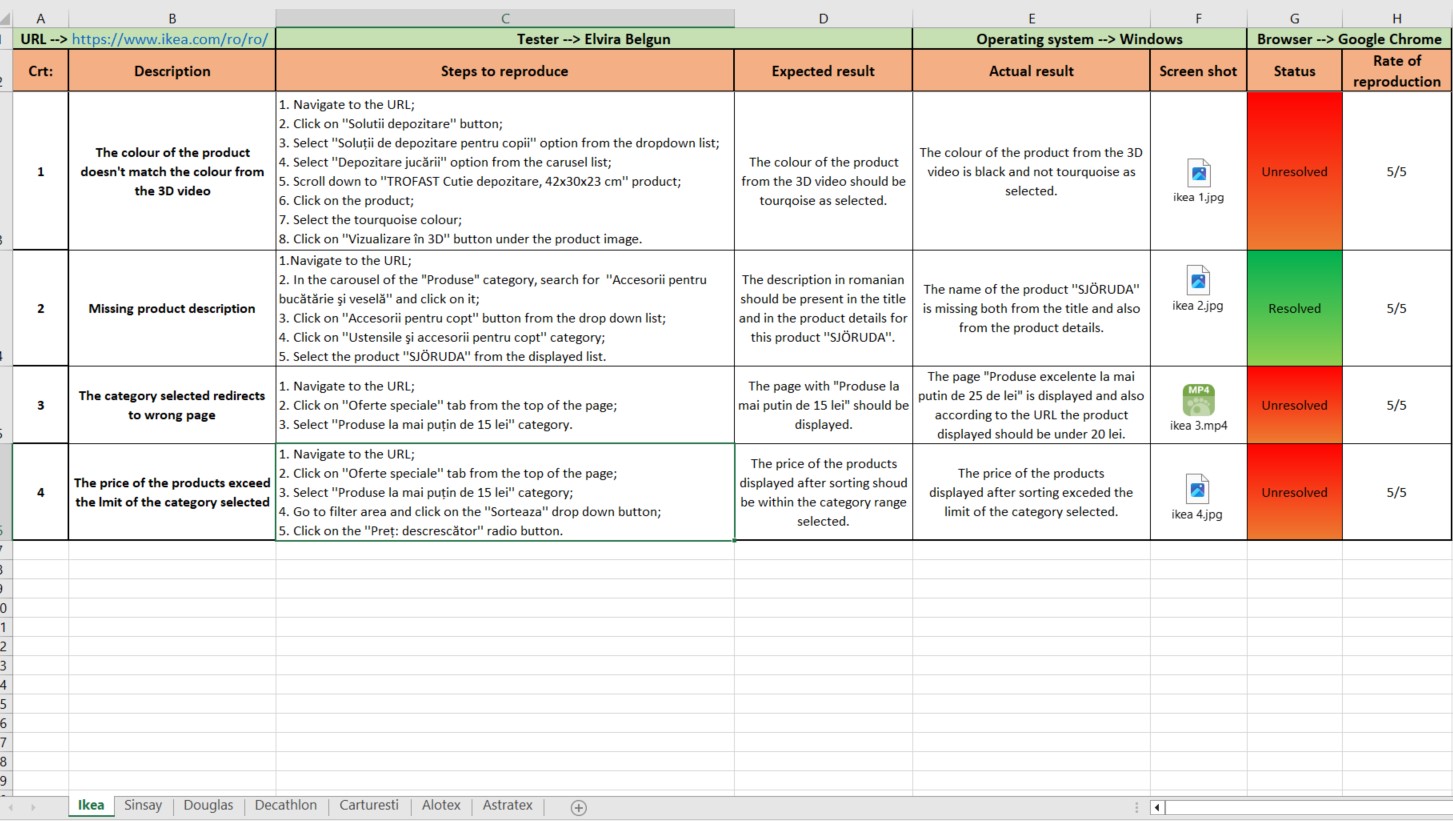 A B C D E F G H
1 URL --> https://www.ikea.com/ro/ro/ Tester --> Elvira Belgun Operating system --> Windows Browser --> Google Chrome
2 Crt: Description Steps to reproduce Expected result Actual result Screen shot Status Rate of
reproduction
3
1
The colour of the product
doesn't match the colour from
the 3D video
1. Navigate to the URL;
2. Click on ''Solutii depozitare'' button;
3. Select ''Soluții de depozitare pentru copii'' option from the dropdown list;
4. Select ''Depozitare jucării'' option from the carusel list;
5. Scroll down to ''TROFAST Cutie depozitare, 42x30x23 cm'' product;
6. Click on the product;
7. Select the tourquoise colour;
8. Click on ''Vizualizare în 3D'' button under the product image.
The colour of the product
from the 3D video should be
tourqoise as selected.
The colour of the product from the 3D
video is black and not tourquoise as
selected.
ikea 1.jpg
Unresolved
5/5
4
2
Missing product description
1.Navigate to the URL;
2. In the carousel of the "Produse" category, search for ''Accesorii pentru
bucătărie și veselă'' and click on it;
3. Click on ''Accesorii pentru copt'' button from the drop down list;
4. Click on ''Ustensile și accesorii pentru copt'' category;
5. Select the product ''SJÖRUDA'' from the displayed list.
The description in romanian
should be present in the title
and in the product details for
this product ''SJÖRUDA''.
The name of the product ''SJÖRUDA''
is missing both from the title and also
from the product details.
ikea 2.jpg
Resolved
5/5
5
3
The category selected redirects
to wrong page
1. Navigate to the URL;
2. Click on ''Oferte speciale'' tab from the top of the page;
3. Select ''Produse la mai puțin de 15 lei'' category.
The page with "Produse la
mai putin de 15 lei" should be
displayed.
The page "Produse excelente la mai
putin de 25 de lei" is displayed and also
according to the URL the product
displayed should be under 20 lei.
MP4
ikea 3.mp4
Unresolved
5/5
6
4
The price of the products exceed
the lmit of the category selected
1. Navigate to the URL;
2. Click on ''Oferte speciale'' tab from the top of the page;
3. Select ''Produse la mai puțin de 15 lei'' category;
4. Go to filter area and click on the ''Sorteaza'' drop down button;
5. Click on the ''Preț: descrescător'' radio button.
The price of the products
displayed after sorting shoud
be within the category range
selected.
The price of the products
displayed after sorting exceded the
limit of the category selected.
ikea 4.jpg
Unresolved
5/5
7
8
9
0
1
2
3
4
5
6
7
8
9
Ikea Sinsay Douglas Decathlon Carturesti Alotex Astratex